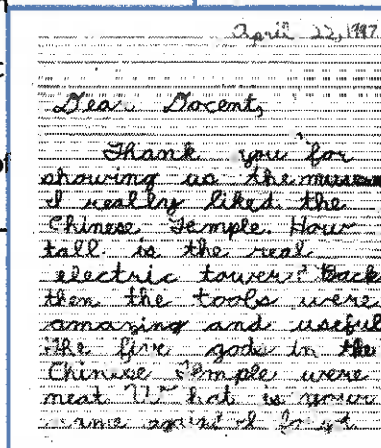 April 22, 1997
Dear Docent,
Thank you for
showing us the museum
I really liked the
Chinese Temple. How
tall is the real
electric tower? Back
then the tools were
amazing and useful
The five gods in the
Chinese Temple were
neat What is your
name again I